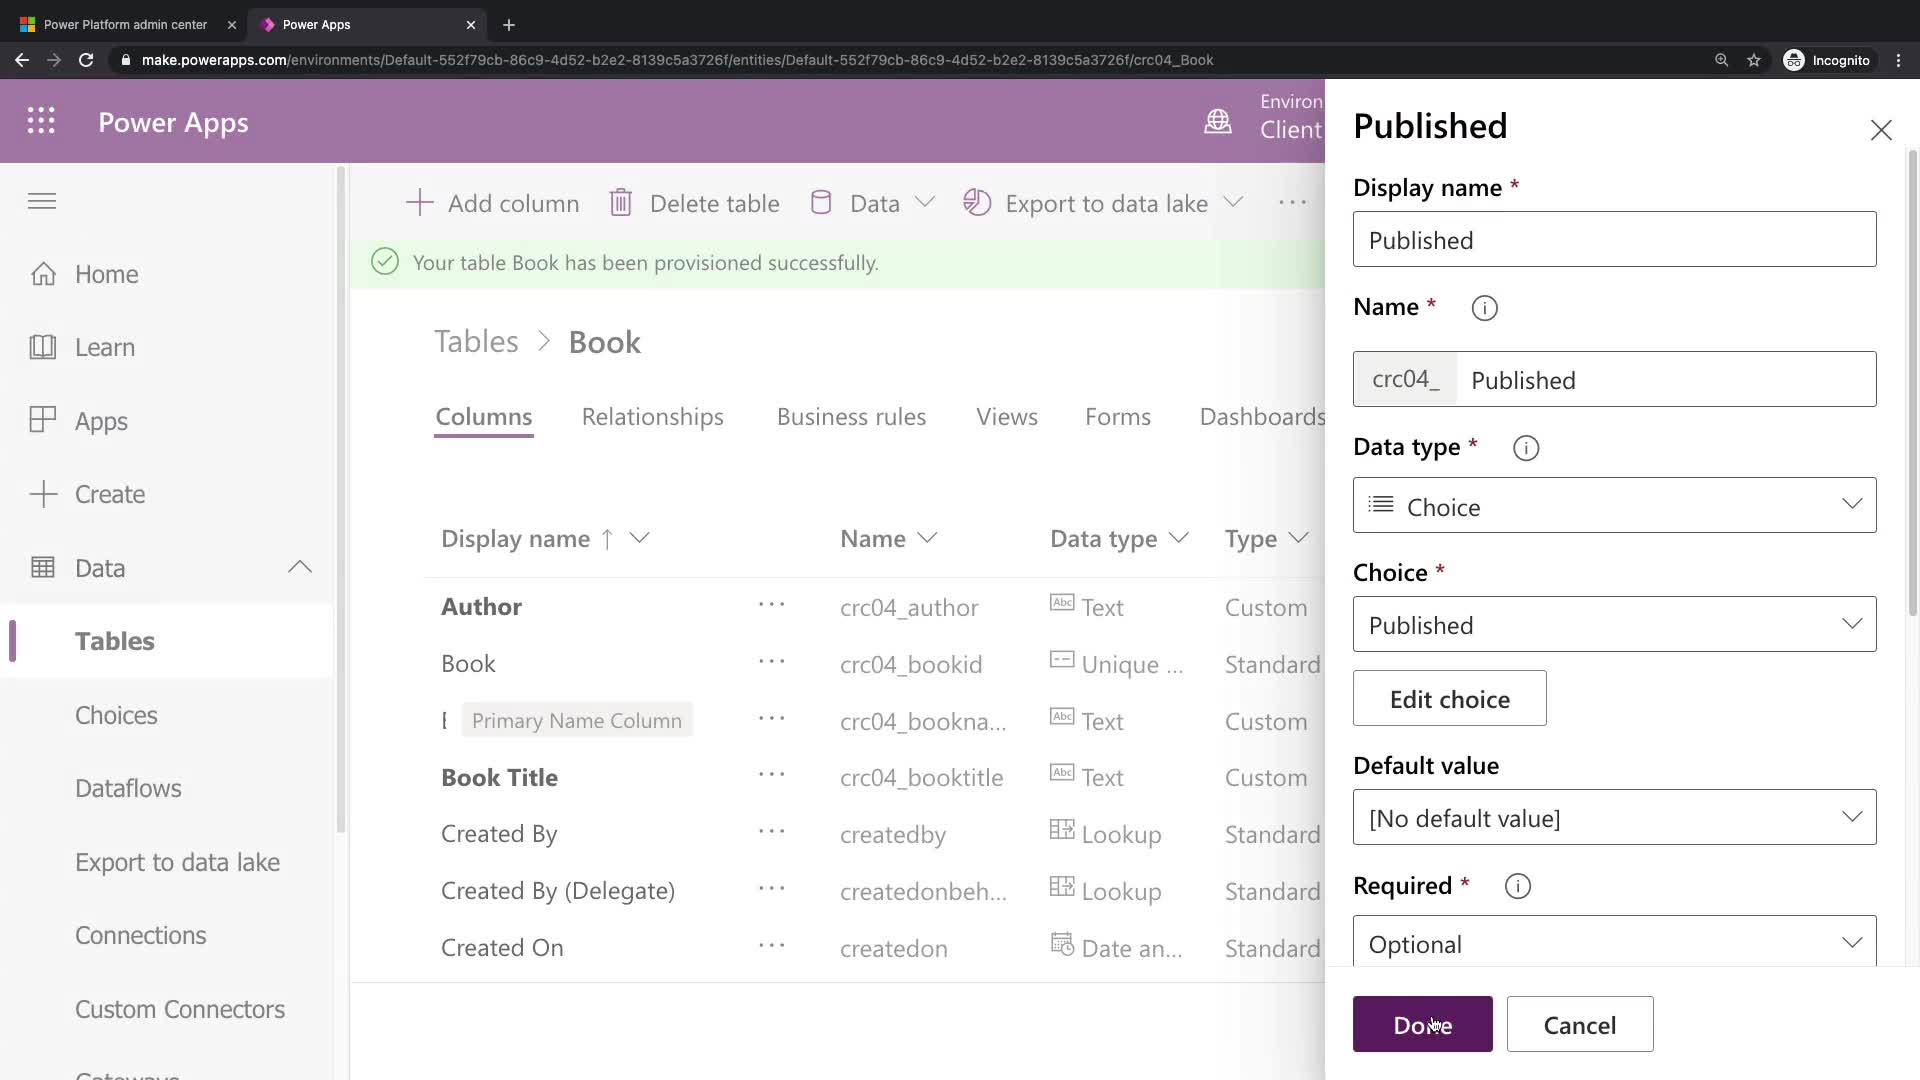 Power Platform admin center
Power Apps
make.powerapps.com/environments/Default-552f79cb-86c9-4d52-b2e2-8139c5a3726f/entities/Default-552f79cb-86c9-4d52-b2e2-8139c5a3726f/crc04_Book
Incognito
Power Apps
Environ
Client
Home
Learn
Apps
Create
Data
Tables
Choices
Dataflows
Export to data lake
Connections
Custom Connectors
Gateways
Add column
Delete table
Data
Export to data lake
Your table Book has been provisioned successfully.
Tables > Book
Columns
Relationships
Business rules
Views
Forms
Dashboards
Display name ↑ Name Data type Type
Author ··· crc04_author Abc Text Custom
Book ··· crc04_bookid Unique ... Standard
Primary Name Column ··· crc04_bookna... Abc Text Custom
Book Title ··· crc04_booktitle Abc Text Custom
Created By ··· createdby Lookup Standard
Created By (Delegate) ··· createdonbeh... Lookup Standard
Created On ··· createdon Date an... Standard
Published
Display name *
Published
Name *
crc04_ Published
Data type *
Choice
Choice *
Published
Edit choice
Default value
[No default value]
Required *
Optional
Done
Cancel